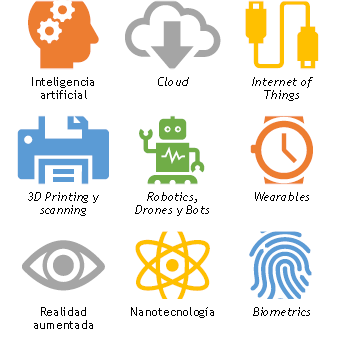 Inteligencia
artificial
Cloud
Internet of
Things
3D Printing y
scanning
Robotics,
Drones y Bots
Wearables
Realidad
aumentada
Nanotecnología
Biometrics